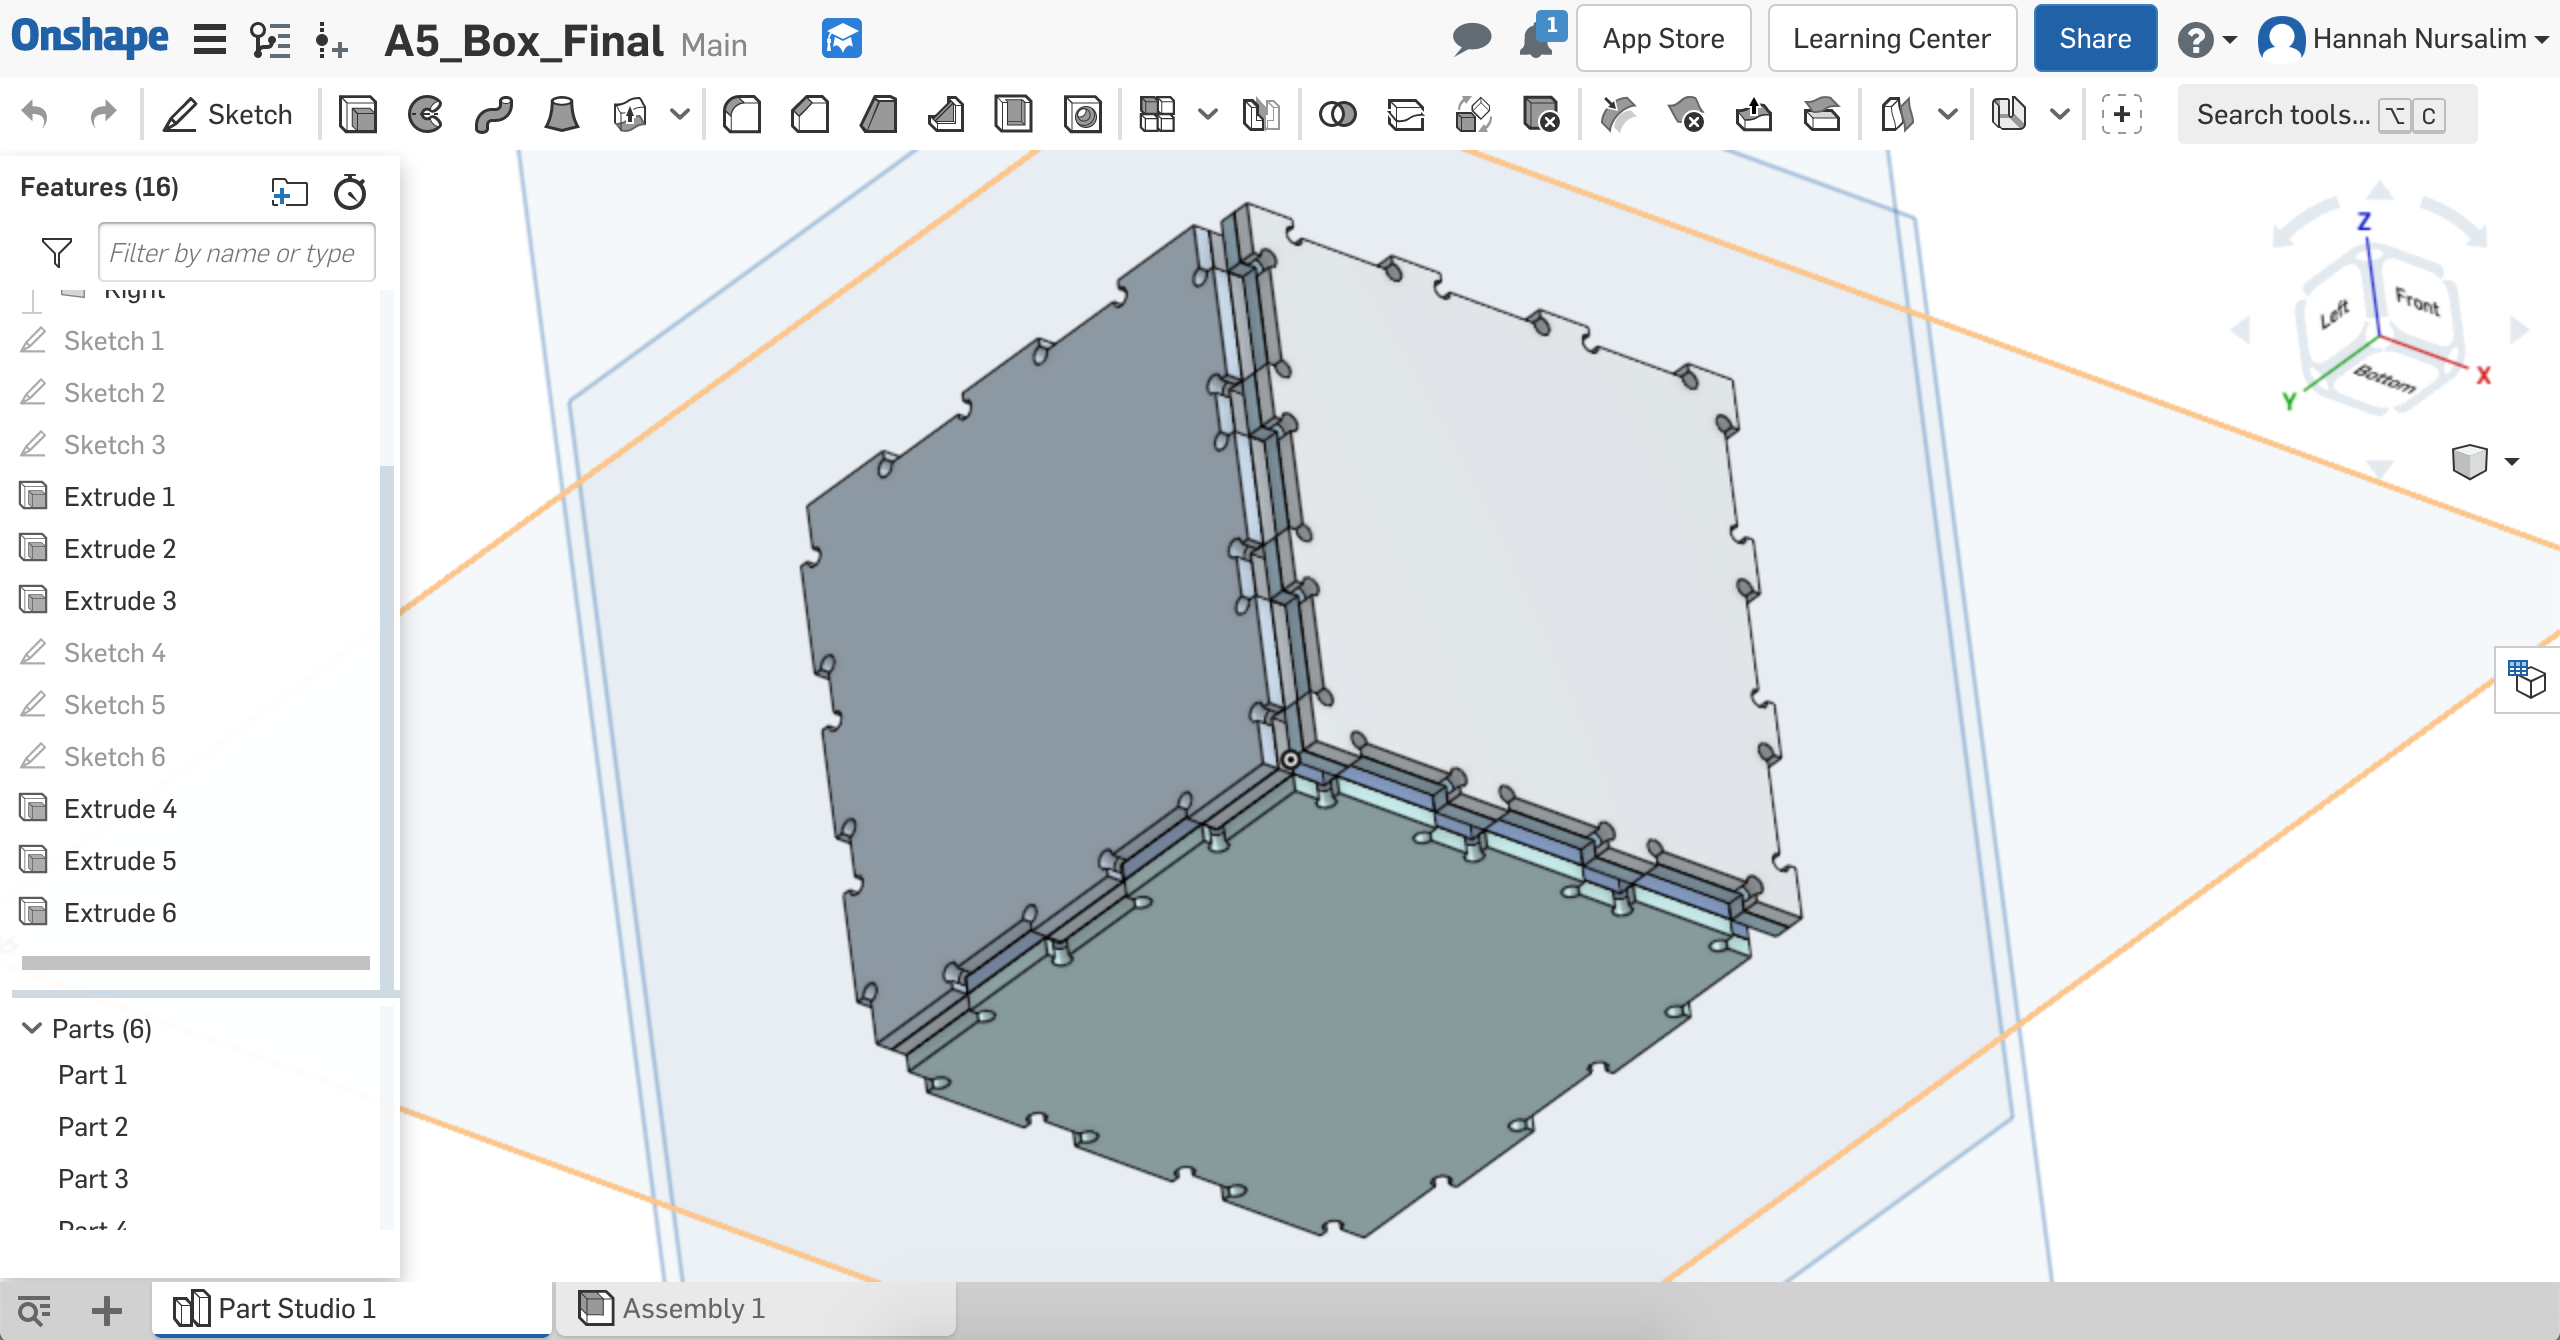 Onshape A5_Box_Final Main 1 App Store Learning Center Share ? Hannah Nursalim
Sketch Search tools... ⌥ C
Features (16)
Filter by name or type
Right
Sketch 1
Sketch 2
Sketch 3
Extrude 1
Extrude 2
Extrude 3
Sketch 4
Sketch 5
Sketch 6
Extrude 4
Extrude 5
Extrude 6
Parts (6)
Part 1
Part 2
Part 3
Part 4
Z
Left Front
Bottom
X
Y
Part Studio 1 Assembly 1